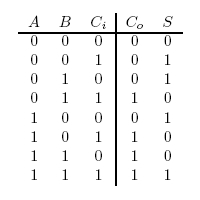 A B C_i C_o S
0 0 0 0 0
0 0 1 0 1
0 1 0 0 1
0 1 1 1 0
1 0 0 0 1
1 0 1 1 0
1 1 0 1 0
1 1 1 1 1